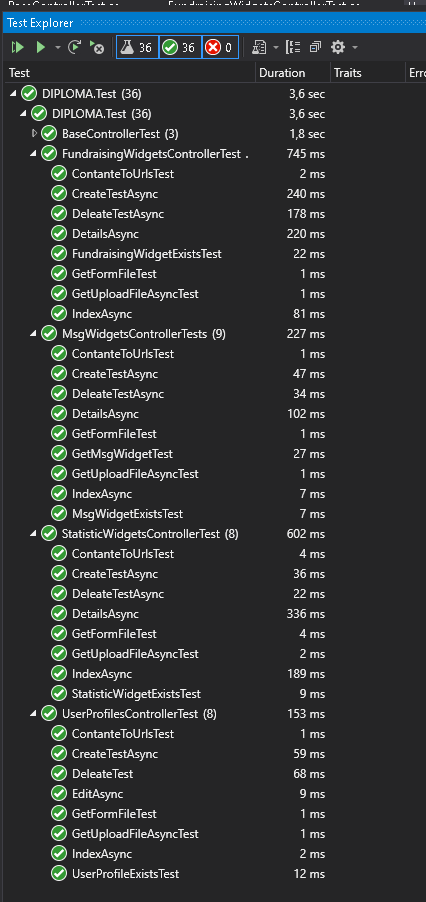 Test Explorer
36 36 0
Test Duration Traits Erro
DIPLOMA.Test (36) 3,6 sec
DIPLOMA.Test (36) 3,6 sec
BaseControllerTest (3) 1,8 sec
FundraisingWidgetsControllerTest . 745 ms
ContanteToUrlsTest 2 ms
CreateTestAsync 240 ms
DeleateTestAsync 178 ms
DetailsAsync 220 ms
FundraisingWidgetExistsTest 22 ms
GetFormFileTest 1 ms
GetUploadFileAsyncTest 1 ms
IndexAsync 81 ms
MsgWidgetsControllerTests (9) 227 ms
ContanteToUrlsTest 1 ms
CreateTestAsync 47 ms
DeleateTestAsync 34 ms
DetailsAsync 102 ms
GetFormFileTest 1 ms
GetMsgWidgetTest 27 ms
GetUploadFileAsyncTest 1 ms
IndexAsync 7 ms
MsgWidgetExistsTest 7 ms
StatisticWidgetsControllerTest (8) 602 ms
ContanteToUrlsTest 4 ms
CreateTestAsync 36 ms
DeleateTestAsync 22 ms
DetailsAsync 336 ms
GetFormFileTest 4 ms
GetUploadFileAsyncTest 2 ms
IndexAsync 189 ms
StatisticWidgetExistsTest 9 ms
UserProfilesControllerTest (8) 153 ms
ContanteToUrlsTest 1 ms
CreateTestAsync 59 ms
DeleateTest 68 ms
EditAsync 9 ms
GetFormFileTest 1 ms
GetUploadFileAsyncTest 1 ms
IndexAsync 2 ms
UserProfileExistsTest 12 ms